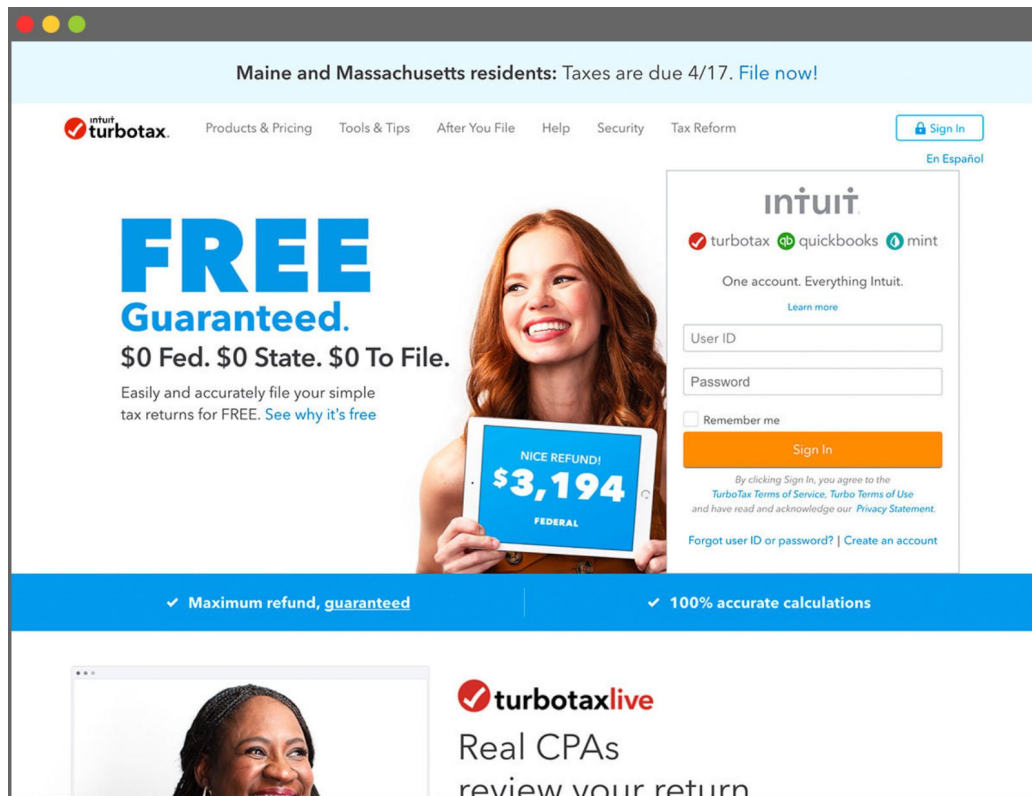 Maine and Massachusetts residents: Taxes are due 4/17. File now!
intuit
turbotax.
Products & Pricing
Tools & Tips
After You File
Help
Security
Tax Reform
Sign In
En Español
FREE
Guaranteed.
$0 Fed. $0 State. $0 To File.
Easily and accurately file your simple
tax returns for FREE. See why it's free
NICE REFUND!
$3,194
FEDERAL
intuit
turbotax qb quickbooks mint
One account. Everything Intuit.
Learn more
User ID
Password
Remember me
Sign In
By clicking Sign In, you agree to the
TurboTax Terms of Service, Turbo Terms of Use
and have read and acknowledge our Privacy Statement.
Forgot user ID or password? | Create an account
Maximum refund, guaranteed
100% accurate calculations
turbotaxlive
Real CPAs
review your return